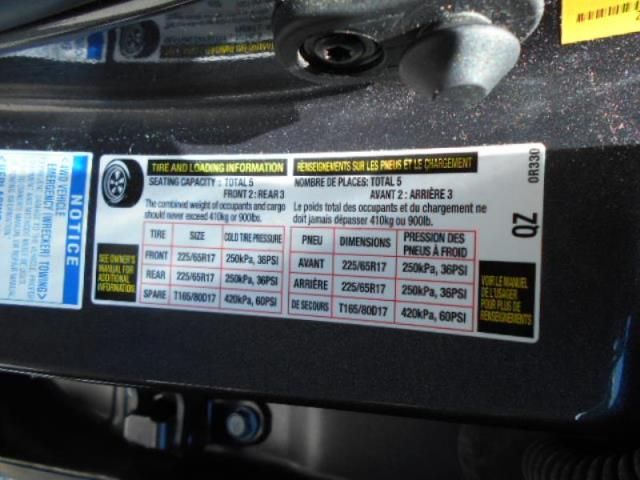 TIRE AND LOADING INFORMATION
SEATING CAPACITY : TOTAL 5
FRONT 2 : REAR 3
The combined weight of occupants and cargo
should never exceed 410kg or 900lbs.
TIRE SIZE COLD TIRE PRESSURE
FRONT 225/65R17 250kPa, 36PSI
REAR 225/65R17 250kPa, 36PSI
SPARE T165/80D17 420kPa, 60PSI
SEE OWNER'S
MANUAL FOR
ADDITIONAL
INFORMATION
RENSEIGNEMENTS SUR LES PNEUS ET LE CHARGEMENT
NOMBRE DE PLACES: TOTAL 5
AVANT 2 : ARRIÈRE 3
Le poids total des occupants et du chargement ne
doit jamais dépasser 410kg or 900lb.
PNEU DIMENSIONS PRESSION DES
PNEUS À FROID
AVANT 225/65R17 250kPa, 36PSI
ARRIÈRE 225/65R17 250kPa, 36PSI
DE SECOURS T165/80D17 420kPa, 60PSI
VOIR LE MANUEL
DE L'USAGER
POUR PLUS DE
RENSEIGNEMENTS
QZ
0R330
NOTICE
EMERGENCY (WRECKER) TOWING>
<4WD VEHICLE